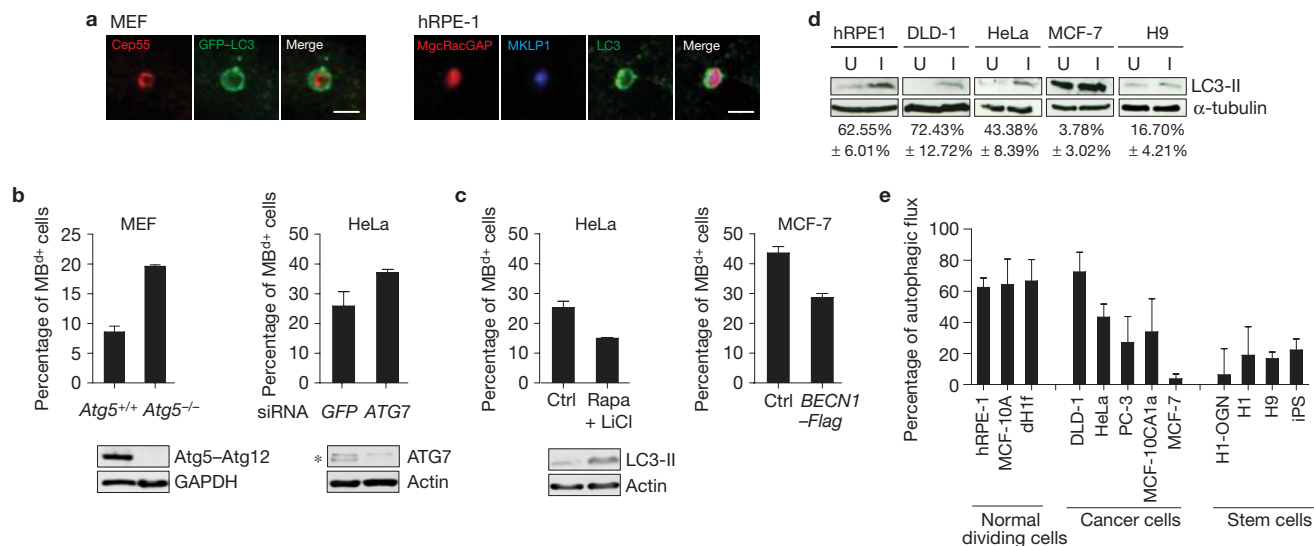 a
MEF
Cep55
GFP–LC3
Merge
hRPE-1
MgcRacGAP
MKLP1
LC3
Merge
d
hRPE1
DLD-1
HeLa
MCF-7
H9
U I U I U I U I U I
LC3-II
α-tubulin
62.55% 72.43% 43.38% 3.78% 16.70%
± 6.01% ± 12.72% ± 8.39% ± 3.02% ± 4.21%
b
MEF
Percentage of MBd+ cells
25
20
15
10
5
0
Atg5+/+ Atg5–/–
Atg5–Atg12
GAPDH
HeLa
Percentage of MBd+ cells
50
40
30
20
10
0
siRNA GFP ATG7
*
ATG7
Actin
c
HeLa
Percentage of MBd+ cells
50
40
30
20
10
0
Ctrl Rapa
+ LiCl
LC3-II
Actin
MCF-7
Percentage of MBd+ cells
50
40
30
20
10
0
Ctrl BECN1
–Flag
e
Percentage of autophagic flux
100
80
60
40
20
0
hRPE-1
MCF-10A
dH1f
DLD-1
HeLa
PC-3
MCF-10CA1a
MCF-7
H1-OGN
H1
H9
iPS
Normal
dividing cells
Cancer cells
Stem cells